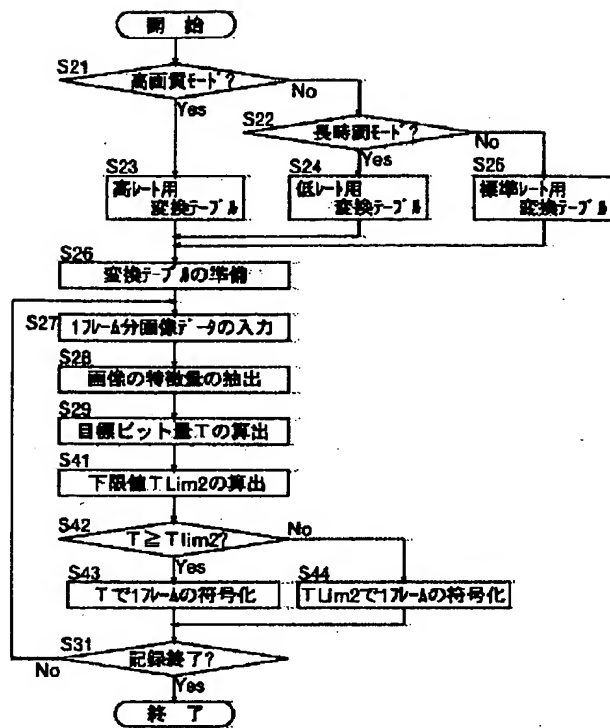 開 始
S21
高画質モード?
No
Yes
S22
長時間モード?
No
Yes
S23
高レート用
変換テーブル
S24
低レート用
変換テーブル
S25
標準レート用
変換テーブル
S26
変換テーブルの準備
S27
1フレーム分画像データの入力
S28
画像の特徴量の抽出
S29
目標ビット量Tの算出
S41
下限値TLim2の算出
S42
T≧Tlim2?
No
Yes
S43
Tで1フレームの符号化
S44
TLim2で1フレームの符号化
S31
記録終了?
No
Yes
終 了